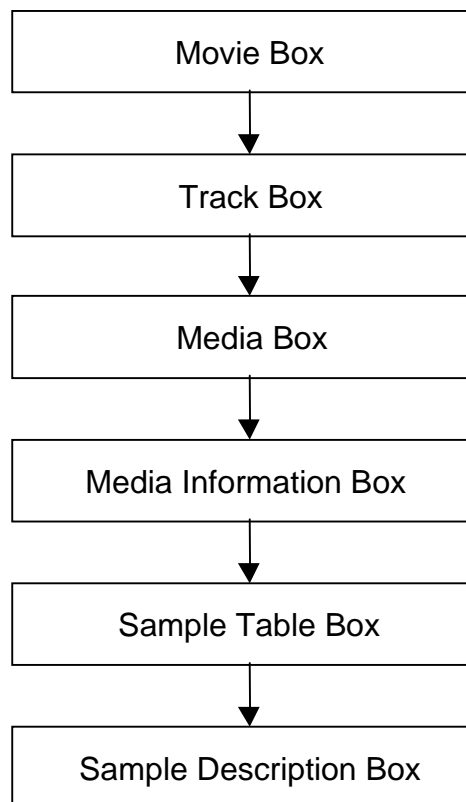 Movie Box
Track Box
Media Box
Media Information Box
Sample Table Box
Sample Description Box